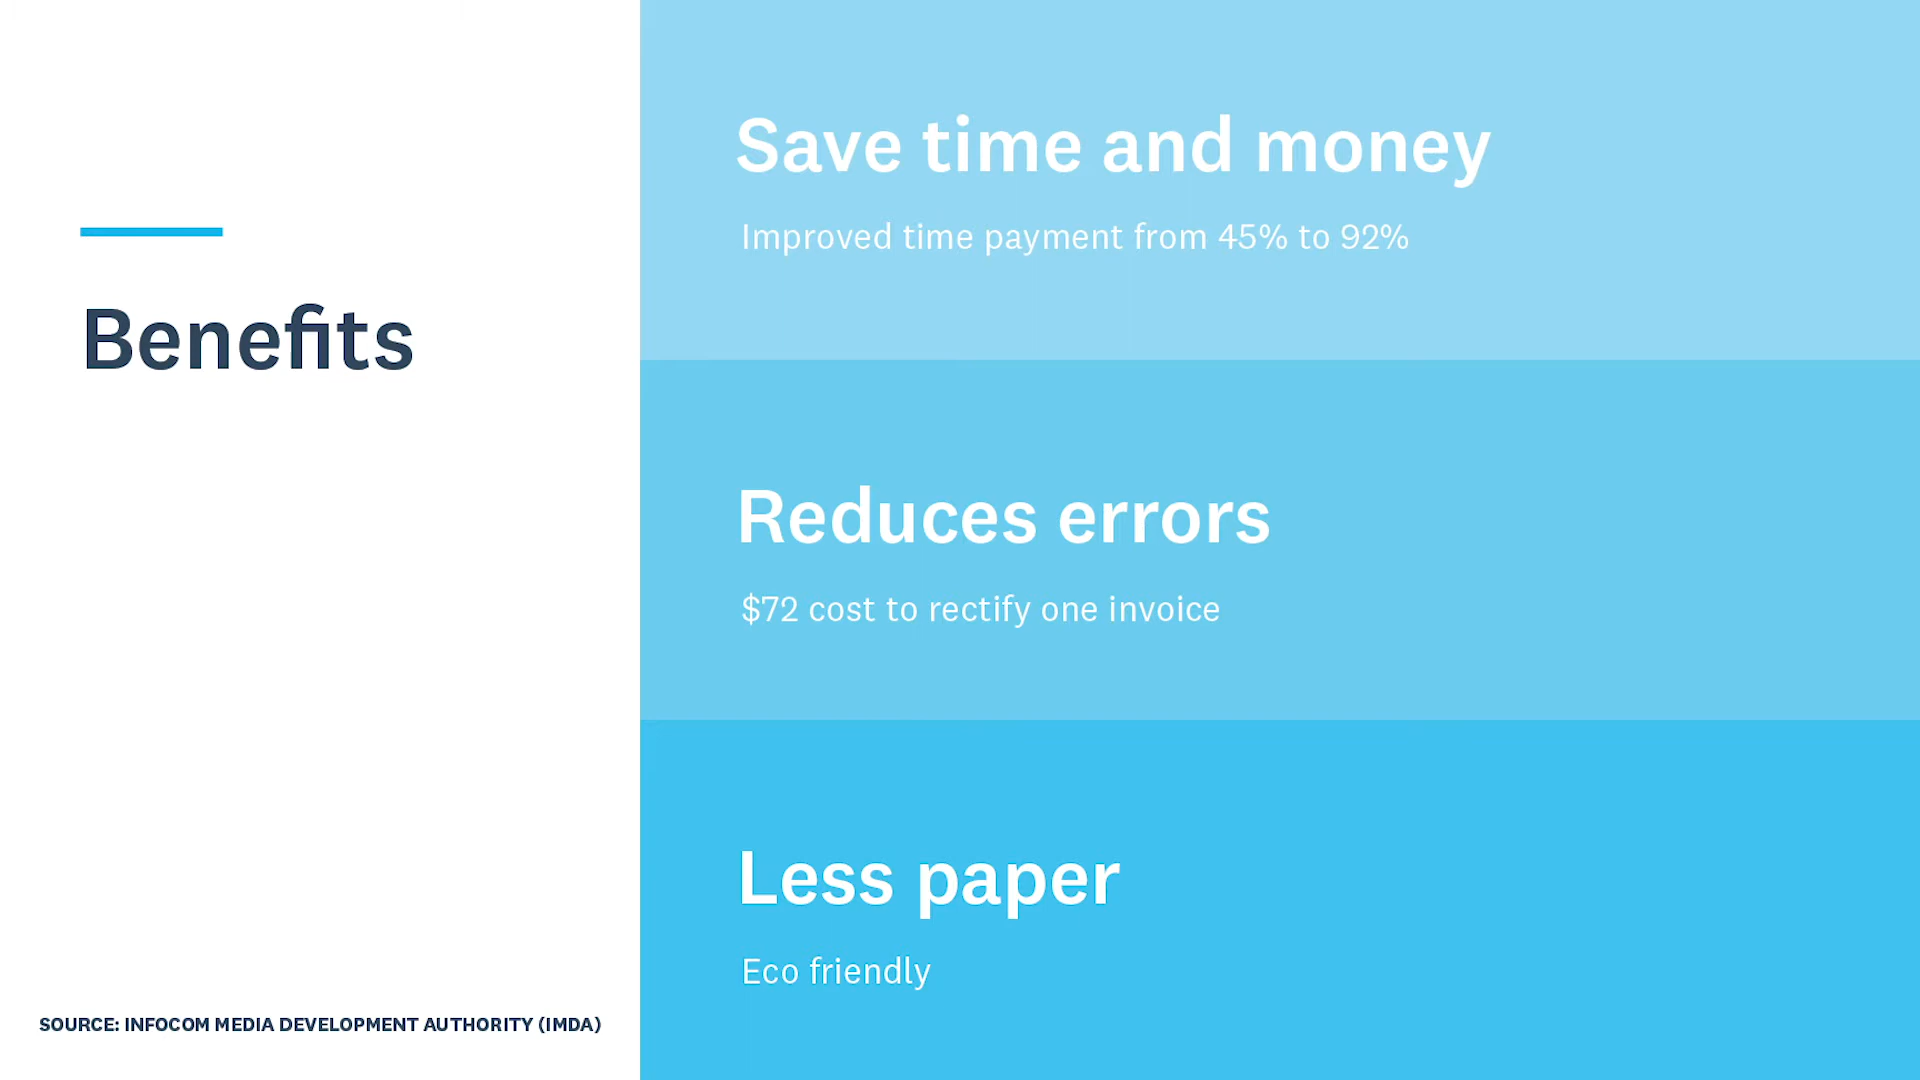 Benefits
Save time and money
Improved time payment from 45% to 92%
Reduces errors
$72 cost to rectify one invoice
Less paper
Eco friendly
SOURCE: INFOCOM MEDIA DEVELOPMENT AUTHORITY (IMDA)